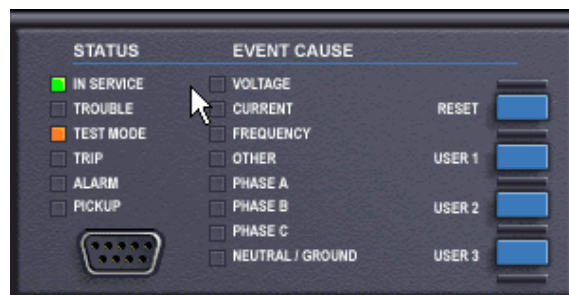 STATUS
EVENT CAUSE
IN SERVICE
TROUBLE
TEST MODE
TRIP
ALARM
PICKUP
VOLTAGE
CURRENT
FREQUENCY
OTHER
PHASE A
PHASE B
PHASE C
NEUTRAL / GROUND
RESET
USER 1
USER 2
USER 3